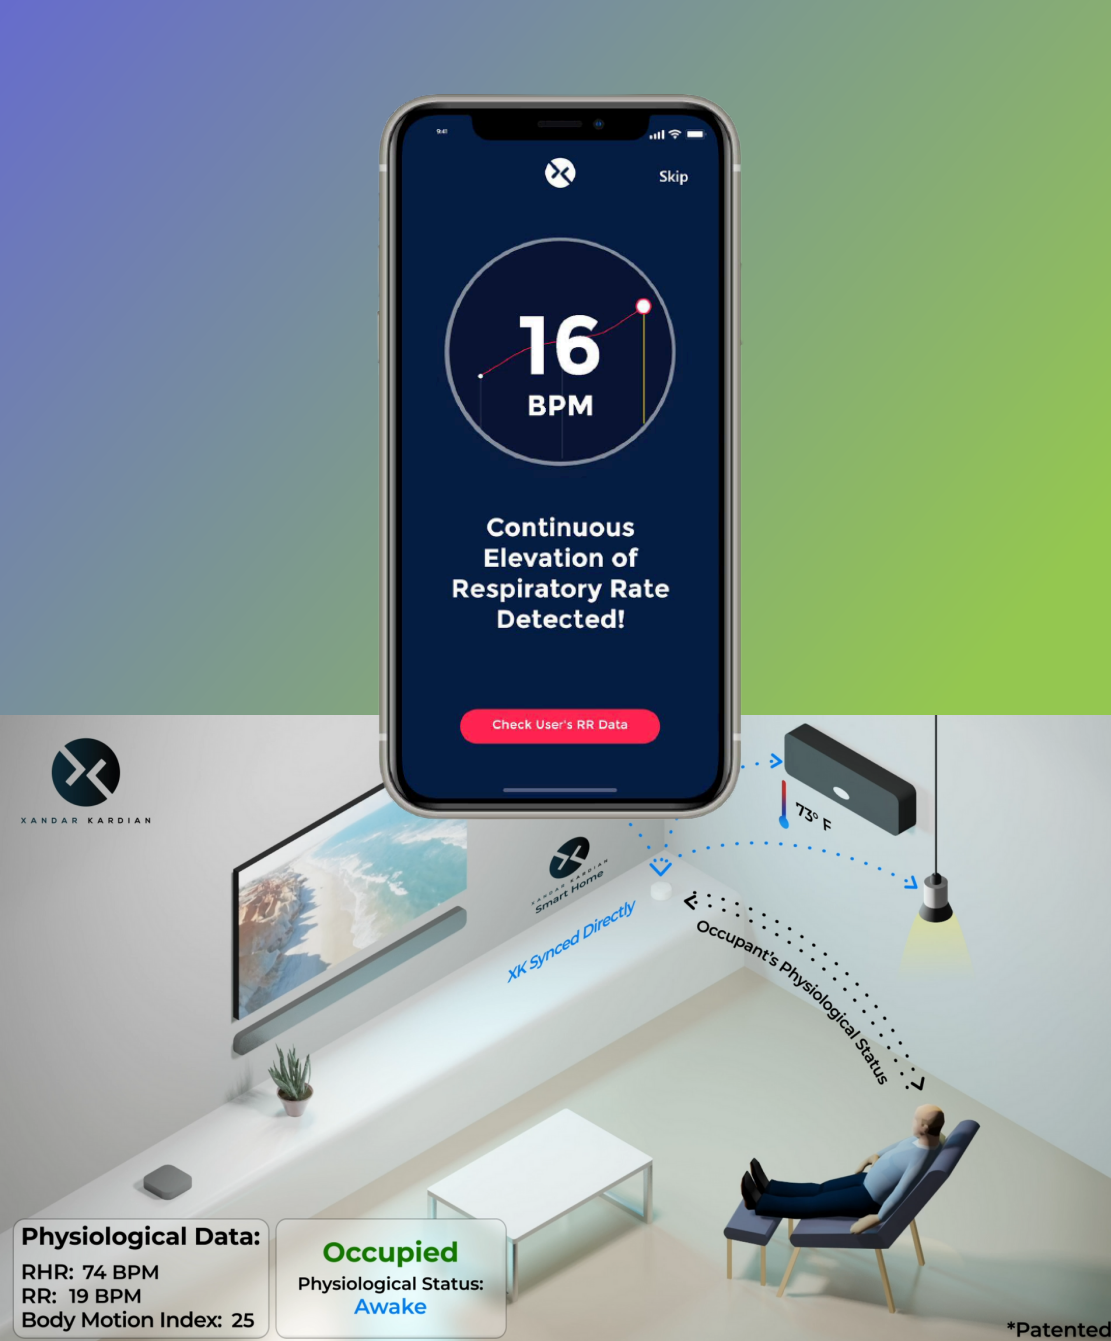 9:41
Skip
16
BPM
Continuous
Elevation of
Respiratory Rate
Detected!
Check User's RR Data
XANDAR KARDIAN
73° F
XANDAR KARDIAN
Smart Home
XK Synced Directly
Occupant's Physiological Status
Physiological Data:
RHR: 74 BPM
RR: 19 BPM
Body Motion Index: 25
Occupied
Physiological Status:
Awake
*Patented